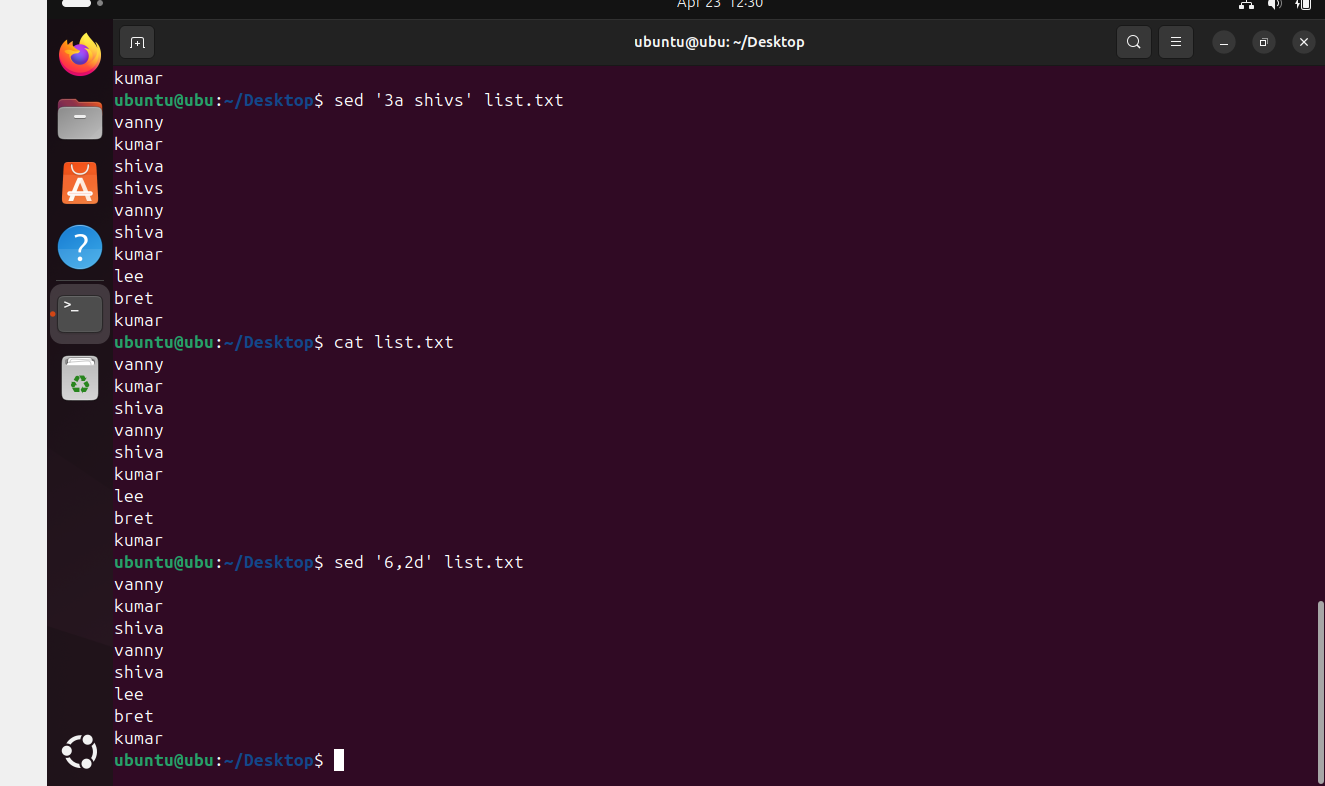 Apr 23 12:30
ubuntu@ubu: ~/Desktop
kumar
ubuntu@ubu:~/Desktop$ sed '3a shivs' list.txt
vanny
kumar
shiva
shivs
vanny
shiva
kumar
lee
bret
kumar
ubuntu@ubu:~/Desktop$ cat list.txt
vanny
kumar
shiva
vanny
shiva
kumar
lee
bret
kumar
ubuntu@ubu:~/Desktop$ sed '6,2d' list.txt
vanny
kumar
shiva
vanny
shiva
lee
bret
kumar
ubuntu@ubu:~/Desktop$